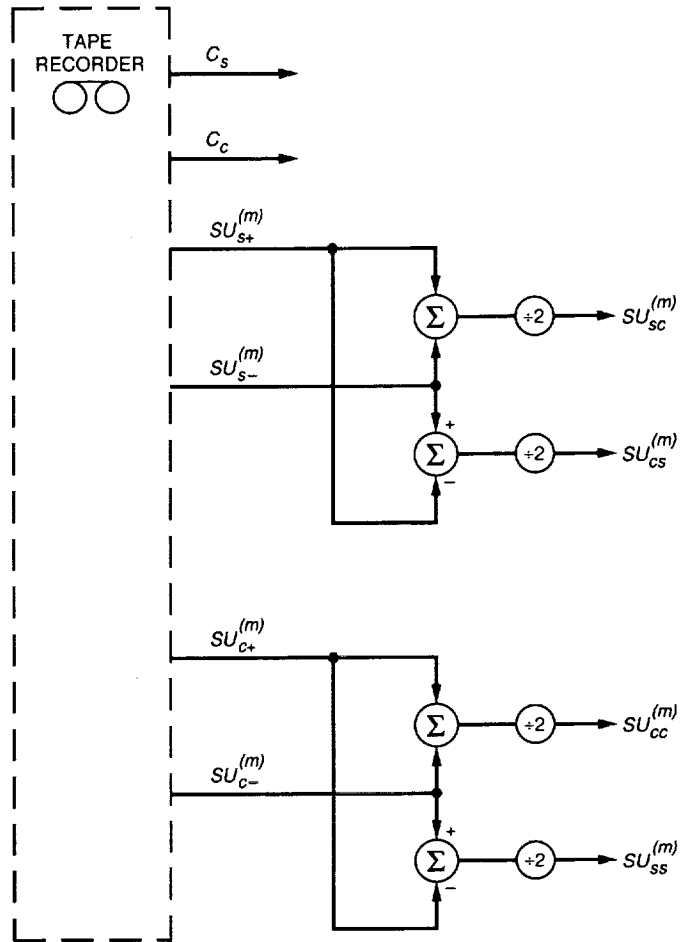 TAPE
RECORDER
C_s
C_c
SU_{s+}^{(m)}
Σ
÷2
SU_{sc}^{(m)}
SU_{s−}^{(m)}
+
Σ
−
÷2
SU_{cs}^{(m)}
SU_{c+}^{(m)}
Σ
÷2
SU_{cc}^{(m)}
SU_{c−}^{(m)}
+
Σ
−
÷2
SU_{ss}^{(m)}